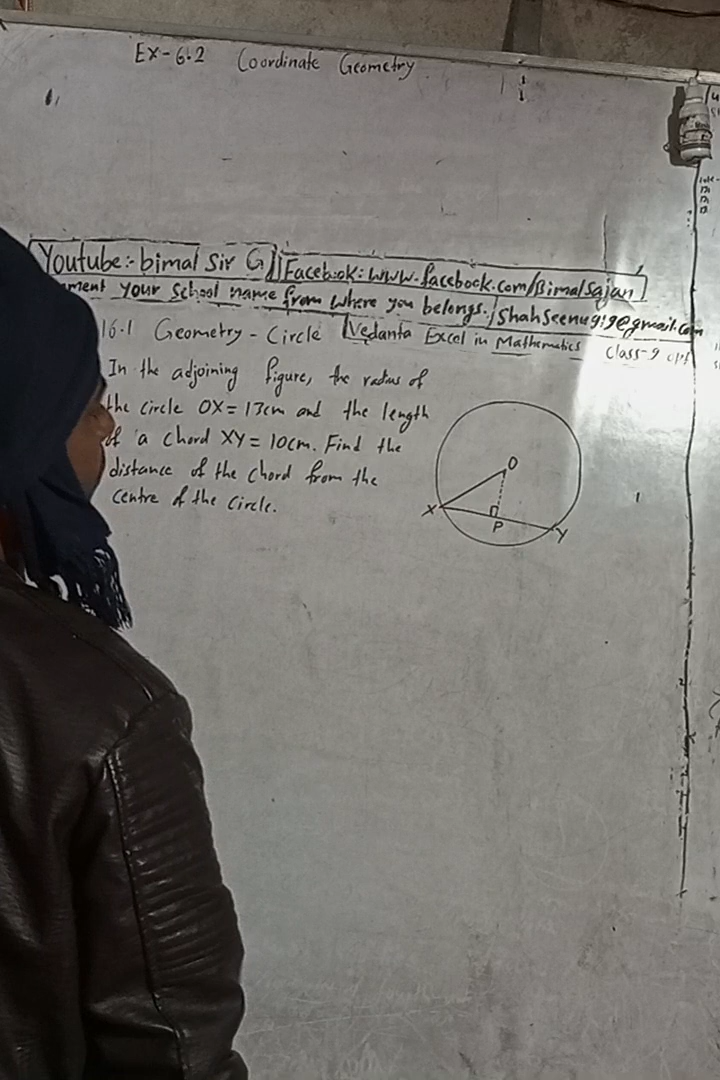 Ex-6.2 Coordinate Geometry
Youtube:- bimal Sir G
Facebook: www.facebook.com/Bimalsajan
your School name from where you belongs.
Shahseenu9i9e@gmail.com
16.1 Geometry - Circle
Vedanta Excel in Mathematics
Class-9
In the adjoining figure, the radius of
the circle OX = 13cm and the length
of a chord XY = 10cm. Find the
distance of the chord from the
centre of the circle.
O
X
P
Y